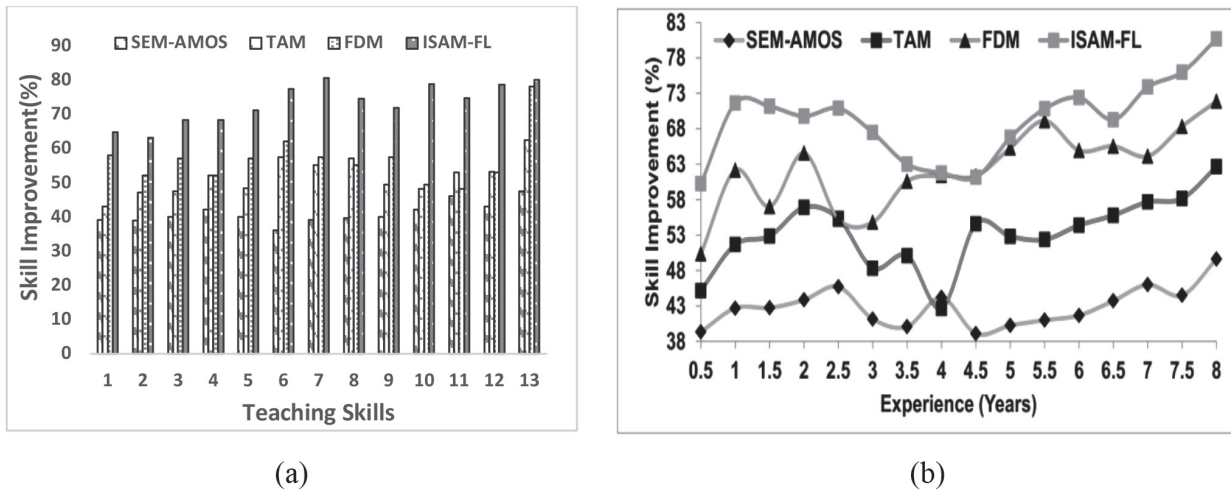 SEM-AMOS TAM FDM ISAM-FL
Skill Improvement(%)
90
80
70
60
50
40
30
20
10
0
1 2 3 4 5 6 7 8 9 10 11 12 13
Teaching Skills
(a)
SEM-AMOS TAM FDM ISAM-FL
Skill Improvement (%)
83
78
73
68
63
58
53
48
43
38
0.5 1 1.5 2 2.5 3 3.5 4 4.5 5 5.5 6 6.5 7 7.5 8
Experience (Years)
(b)